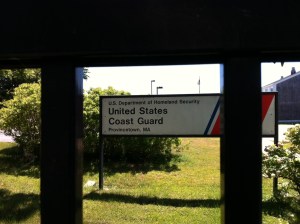 U.S. Department of Homeland Security
United States
Coast Guard
Provincetown, MA